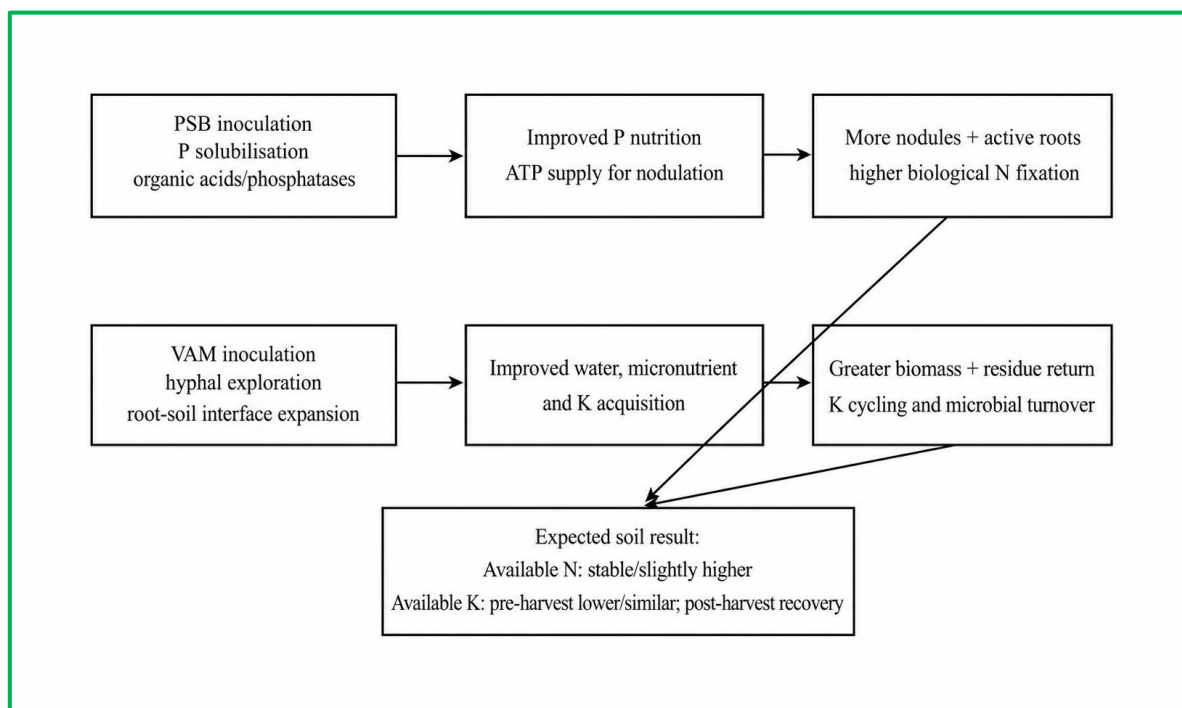 PSB inoculation
P solubilisation
organic acids/phosphatases
Improved P nutrition
ATP supply for nodulation
More nodules + active roots
higher biological N fixation
VAM inoculation
hyphal exploration
root-soil interface expansion
Improved water, micronutrient
and K acquisition
Greater biomass + residue return
K cycling and microbial turnover
Expected soil result:
Available N: stable/slightly higher
Available K: pre-harvest lower/similar; post-harvest recovery